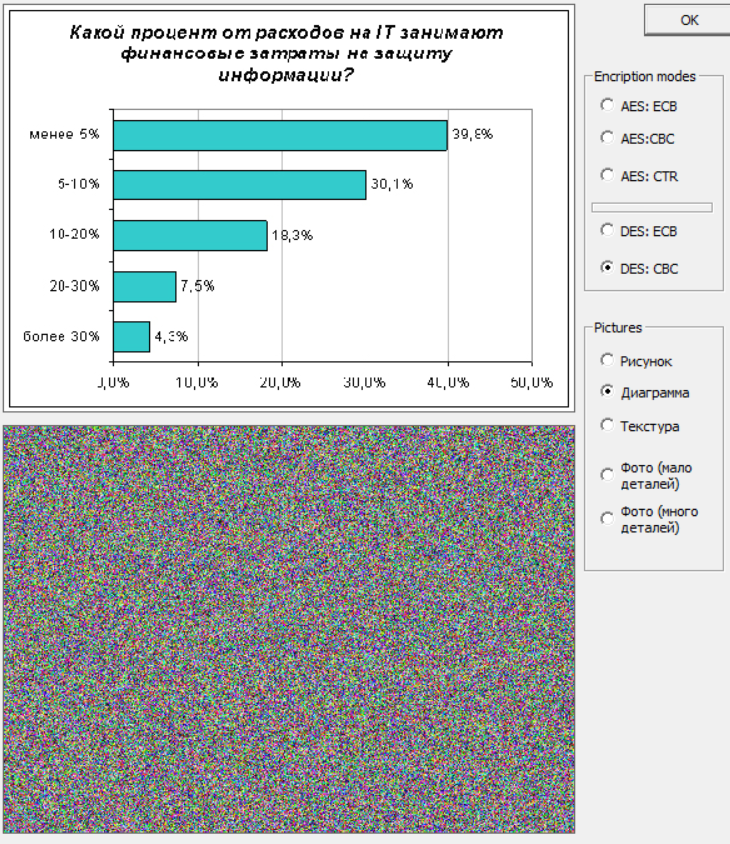 Какой процент от расходов на IT занимают
финансовые затраты на защиту
информации?
менее 5%
39,8%
5-10%
30,1%
10-20%
18,3%
20-30%
7,5%
более 30%
4,3%
0,0%
10,0%
20,0%
30,0%
40,0%
50,0%
OK
Encription modes
AES: ECB
AES:CBC
AES: CTR
DES: ECB
DES: CBC
Pictures
Рисунок
Диаграмма
Текстура
Фото (мало
деталей)
Фото (много
деталей)